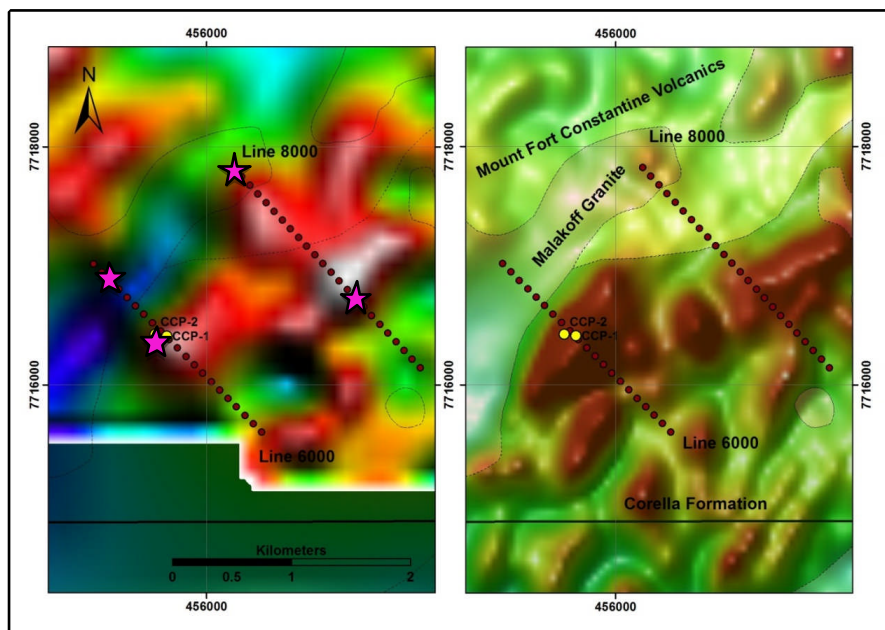 456000
456000
N
7718000
7718000
Line 8000
Line 8000
Mount Fort Constantine Volcanics
Malakoff Granite
CCP-2
CCP-1
CCP-2
CCP-1
7716000
7716000
Line 6000
Line 6000
Corella Formation
Kilometers
0 0.5 1 2
456000
456000